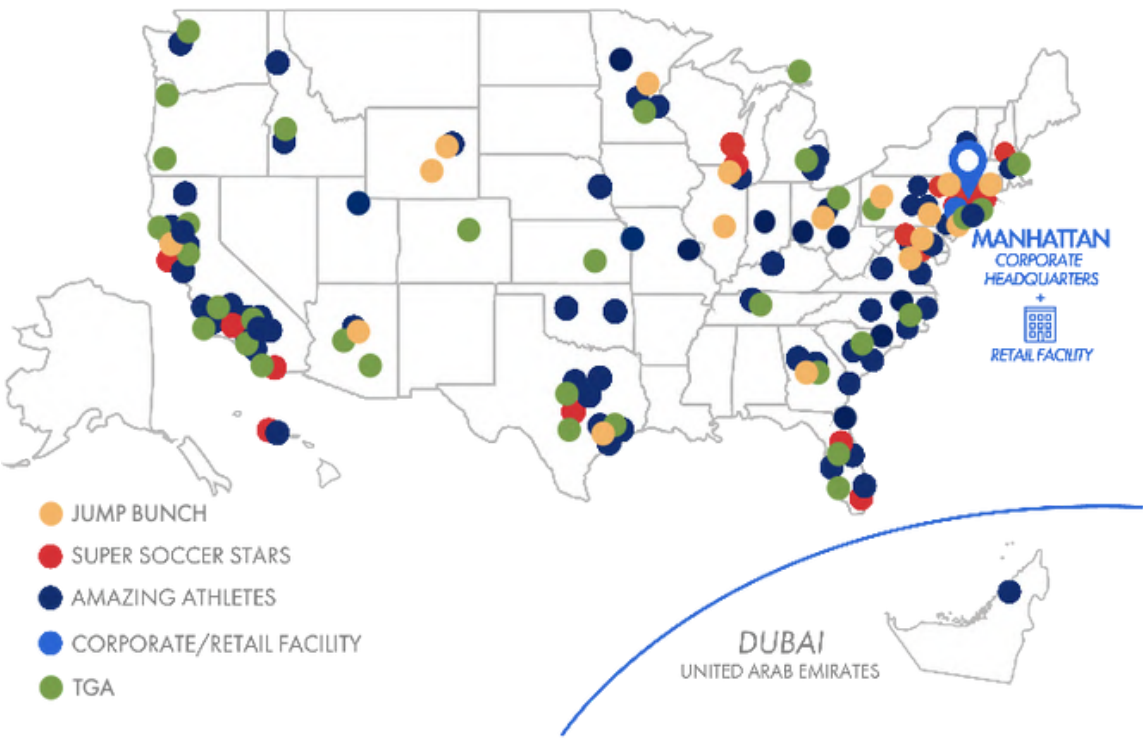 MANHATTAN
CORPORATE
HEADQUARTERS
+
RETAIL FACILITY
JUMP BUNCH
SUPER SOCCER STARS
AMAZING ATHLETES
CORPORATE/RETAIL FACILITY
TGA
DUBAI
UNITED ARAB EMIRATES